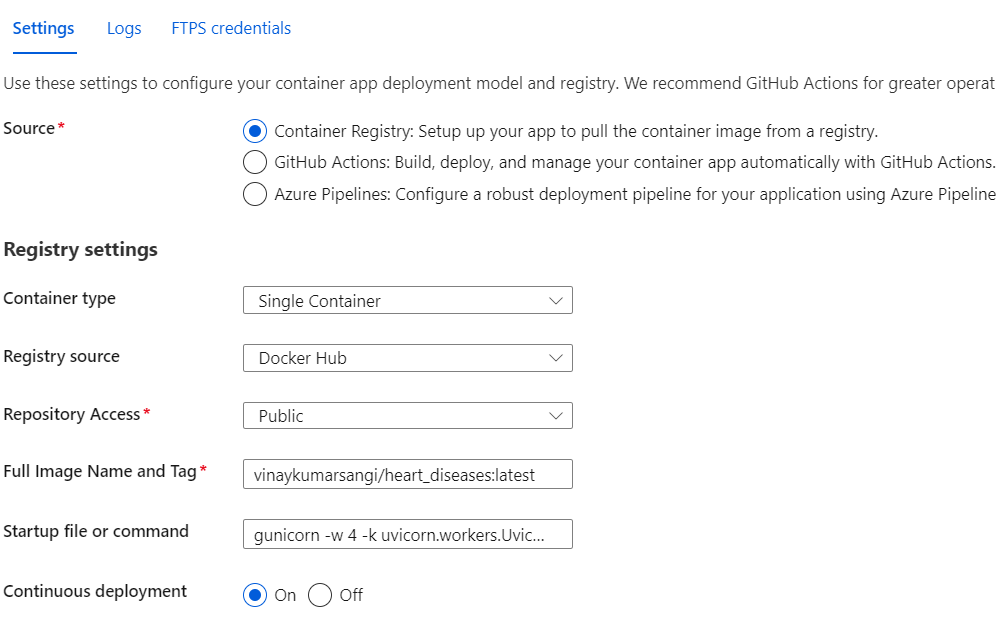 Settings Logs FTPS credentials
Use these settings to configure your container app deployment model and registry. We recommend GitHub Actions for greater operat
Source* Container Registry: Setup up your app to pull the container image from a registry.
GitHub Actions: Build, deploy, and manage your container app automatically with GitHub Actions.
Azure Pipelines: Configure a robust deployment pipeline for your application using Azure Pipeline
Registry settings
Container type Single Container
Registry source Docker Hub
Repository Access* Public
Full Image Name and Tag* vinaykumarsangi/heart_diseases:latest
Startup file or command gunicorn -w 4 -k uvicorn.workers.Uvic...
Continuous deployment On Off